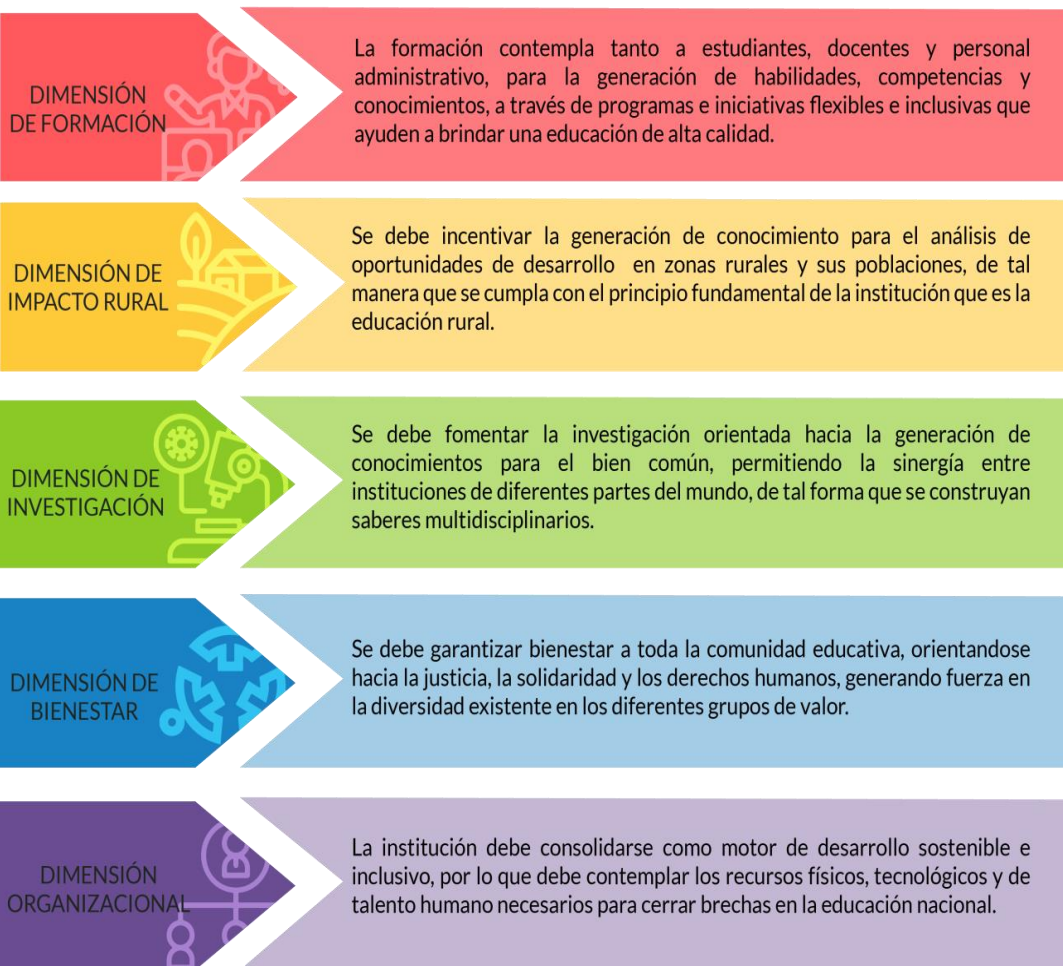 DIMENSIÓN
DE FORMACIÓN
La formación contempla tanto a estudiantes, docentes y personal
administrativo, para la generación de habilidades, competencias y
conocimientos, a través de programas e iniciativas flexibles e inclusivas que
ayuden a brindar una educación de alta calidad.
DIMENSIÓN DE
IMPACTO RURAL
Se debe incentivar la generación de conocimiento para el análisis de
oportunidades de desarrollo en zonas rurales y sus poblaciones, de tal
manera que se cumpla con el principio fundamental de la institución que es la
educación rural.
DIMENSIÓN DE
INVESTIGACIÓN
Se debe fomentar la investigación orientada hacia la generación de
conocimientos para el bien común, permitiendo la sinergía entre
instituciones de diferentes partes del mundo, de tal forma que se construyan
saberes multidisciplinarios.
DIMENSIÓN DE
BIENESTAR
Se debe garantizar bienestar a toda la comunidad educativa, orientandose
hacia la justicia, la solidaridad y los derechos humanos, generando fuerza en
la diversidad existente en los diferentes grupos de valor.
DIMENSIÓN
ORGANIZACIONAL
La institución debe consolidarse como motor de desarrollo sostenible e
inclusivo, por lo que debe contemplar los recursos físicos, tecnológicos y de
talento humano necesarios para cerrar brechas en la educación nacional.